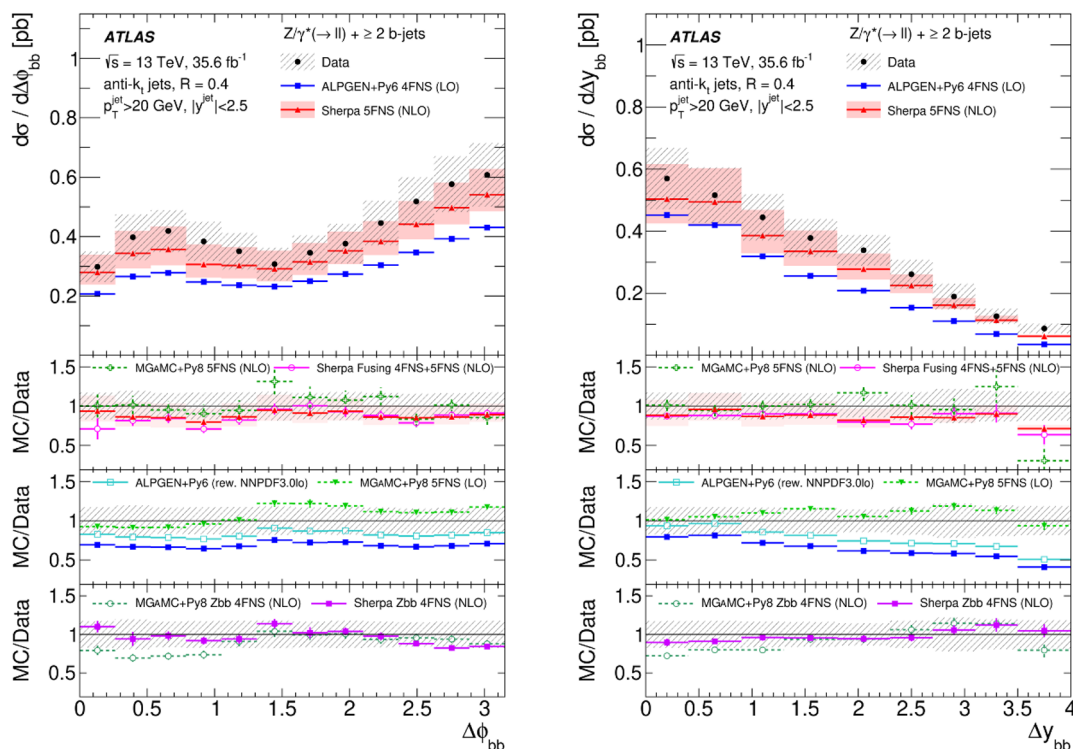 dσ / dΔϕ_bb [pb]
1
0.8
0.6
0.4
0.2
ATLAS
√s = 13 TeV, 35.6 fb⁻¹
anti-k_t jets, R = 0.4
p_T^jet>20 GeV, |y^jet|<2.5
Z/γ*(→ ll) + ≥ 2 b-jets
Data
ALPGEN+Py6 4FNS (LO)
Sherpa 5FNS (NLO)
MC/Data
1.5
1
0.5
MGAMC+Py8 5FNS (NLO)
Sherpa Fusing 4FNS+5FNS (NLO)
MC/Data
1.5
1
0.5
ALPGEN+Py6 (rew. NNPDF3.0lo)
MGAMC+Py8 5FNS (LO)
MC/Data
1.5
1
0.5
MGAMC+Py8 Zbb 4FNS (NLO)
Sherpa Zbb 4FNS (NLO)
0 0.5 1 1.5 2 2.5 3
Δϕ_bb
dσ / dΔy_bb [pb]
1
0.8
0.6
0.4
0.2
ATLAS
√s = 13 TeV, 35.6 fb⁻¹
anti-k_t jets, R = 0.4
p_T^jet>20 GeV, |y^jet|<2.5
Z/γ*(→ ll) + ≥ 2 b-jets
Data
ALPGEN+Py6 4FNS (LO)
Sherpa 5FNS (NLO)
MC/Data
1.5
1
0.5
MGAMC+Py8 5FNS (NLO)
Sherpa Fusing 4FNS+5FNS (NLO)
MC/Data
1.5
1
0.5
ALPGEN+Py6 (rew. NNPDF3.0lo)
MGAMC+Py8 5FNS (LO)
MC/Data
1.5
1
0.5
MGAMC+Py8 Zbb 4FNS (NLO)
Sherpa Zbb 4FNS (NLO)
0 0.5 1 1.5 2 2.5 3 3.5 4
Δy_bb